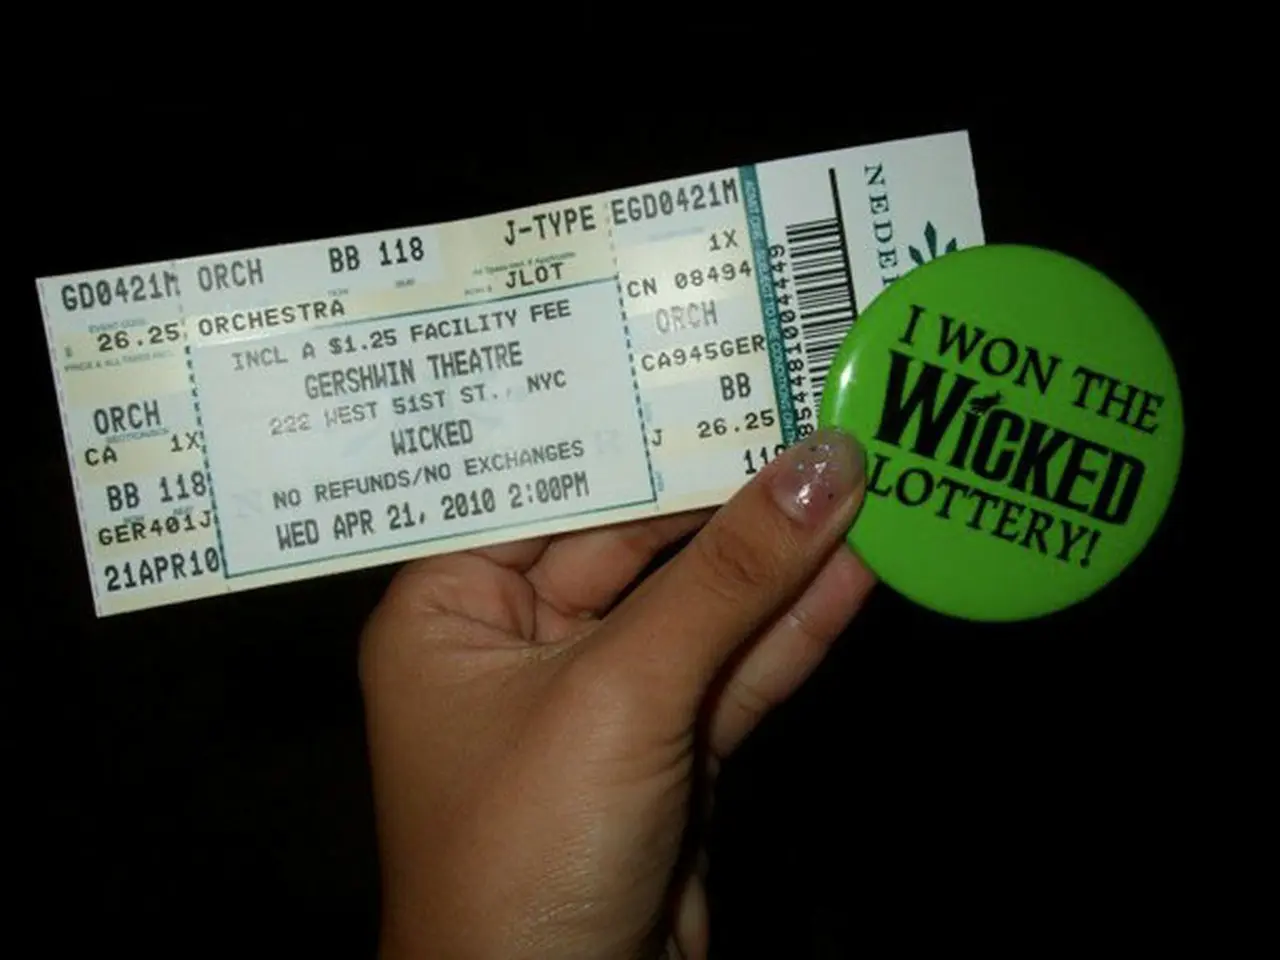 GD0421M
26.25
ORCH
CA 1X
BB 118
GER401J
21APR10
ORCH BB 118 J-TYPE
JLOT
ORCHESTRA
INCL A $1.25 FACILITY FEE
GERSHWIN THEATRE
222 WEST 51ST ST., NYC
WICKED
NO REFUNDS/NO EXCHANGES
WED APR 21, 2010 2:00PM
EGD0421M
1X
CN 08494
ORCH
CA945GER
BB
J 26.25
NEDE
I WON THE
WICKED
LOTTERY!